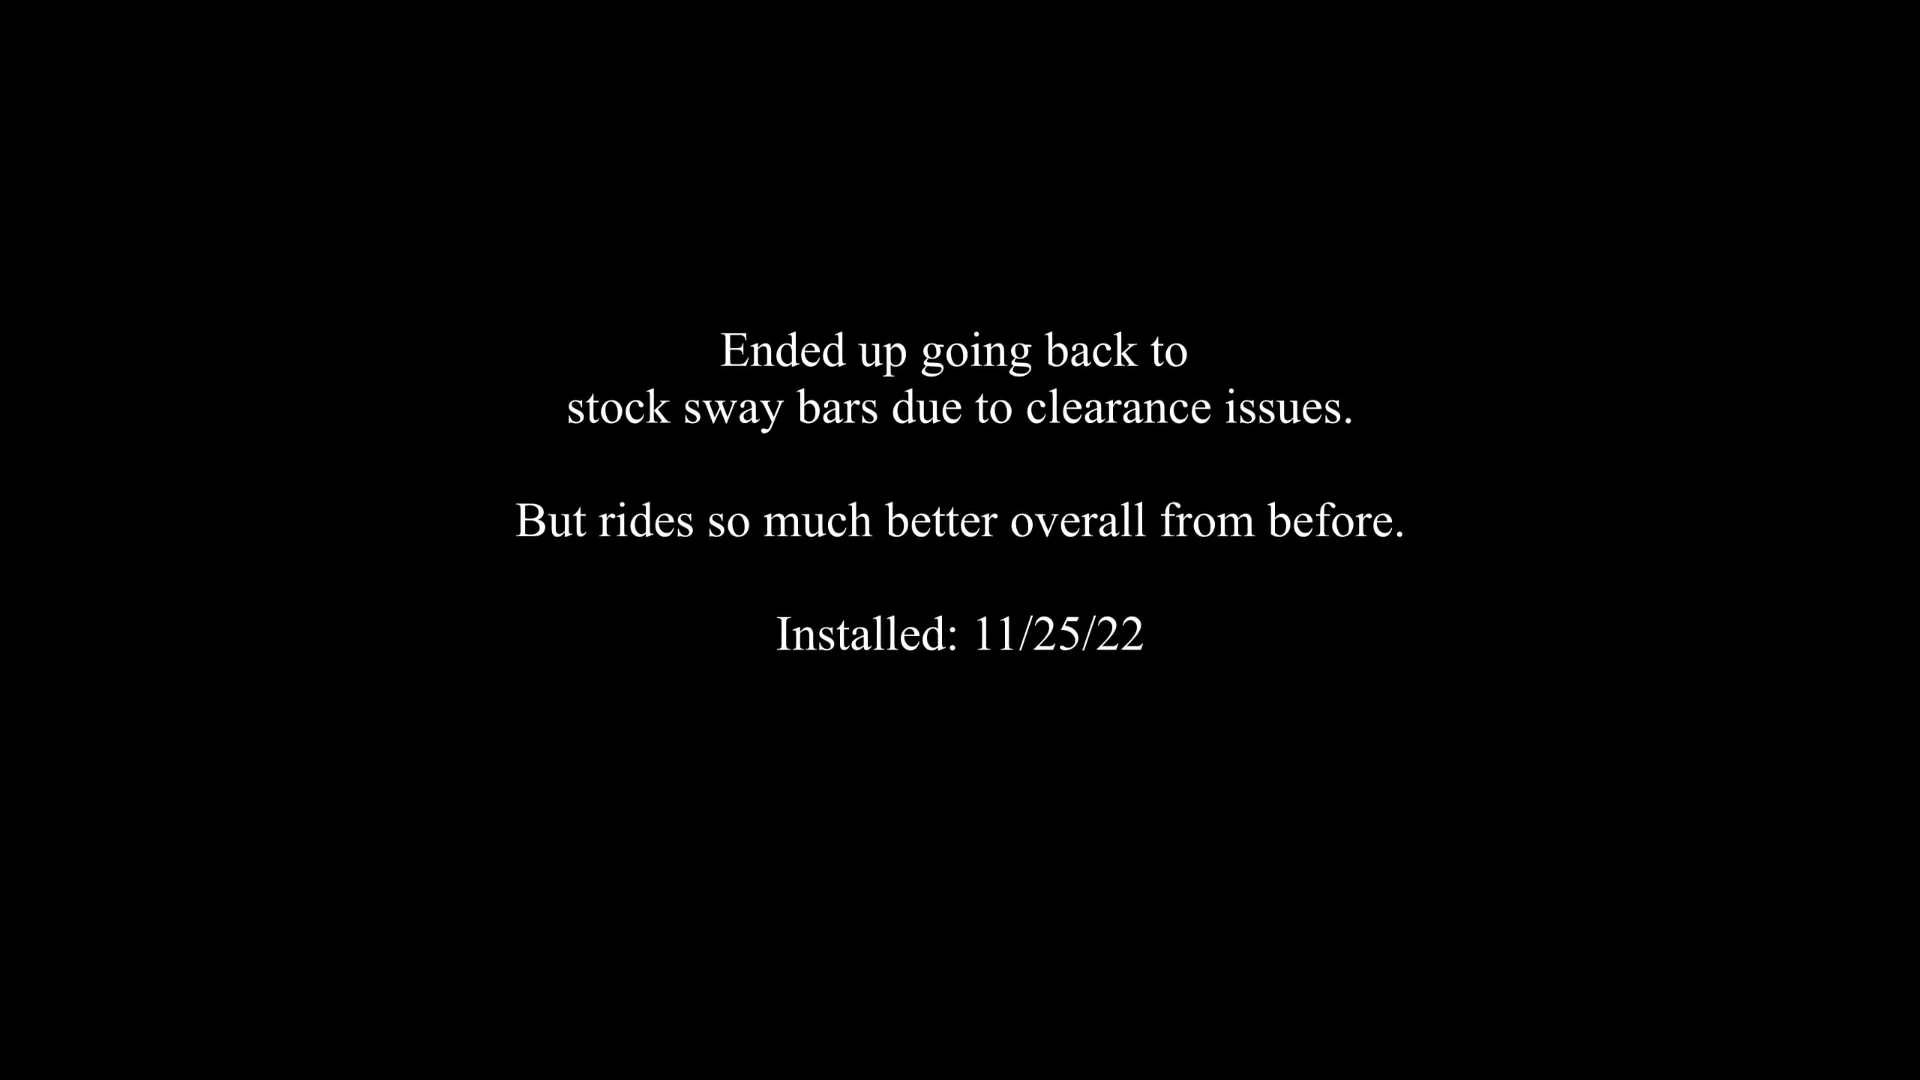 Ended up going back to
stock sway bars due to clearance issues.
But rides so much better overall from before.
Installed: 11/25/22